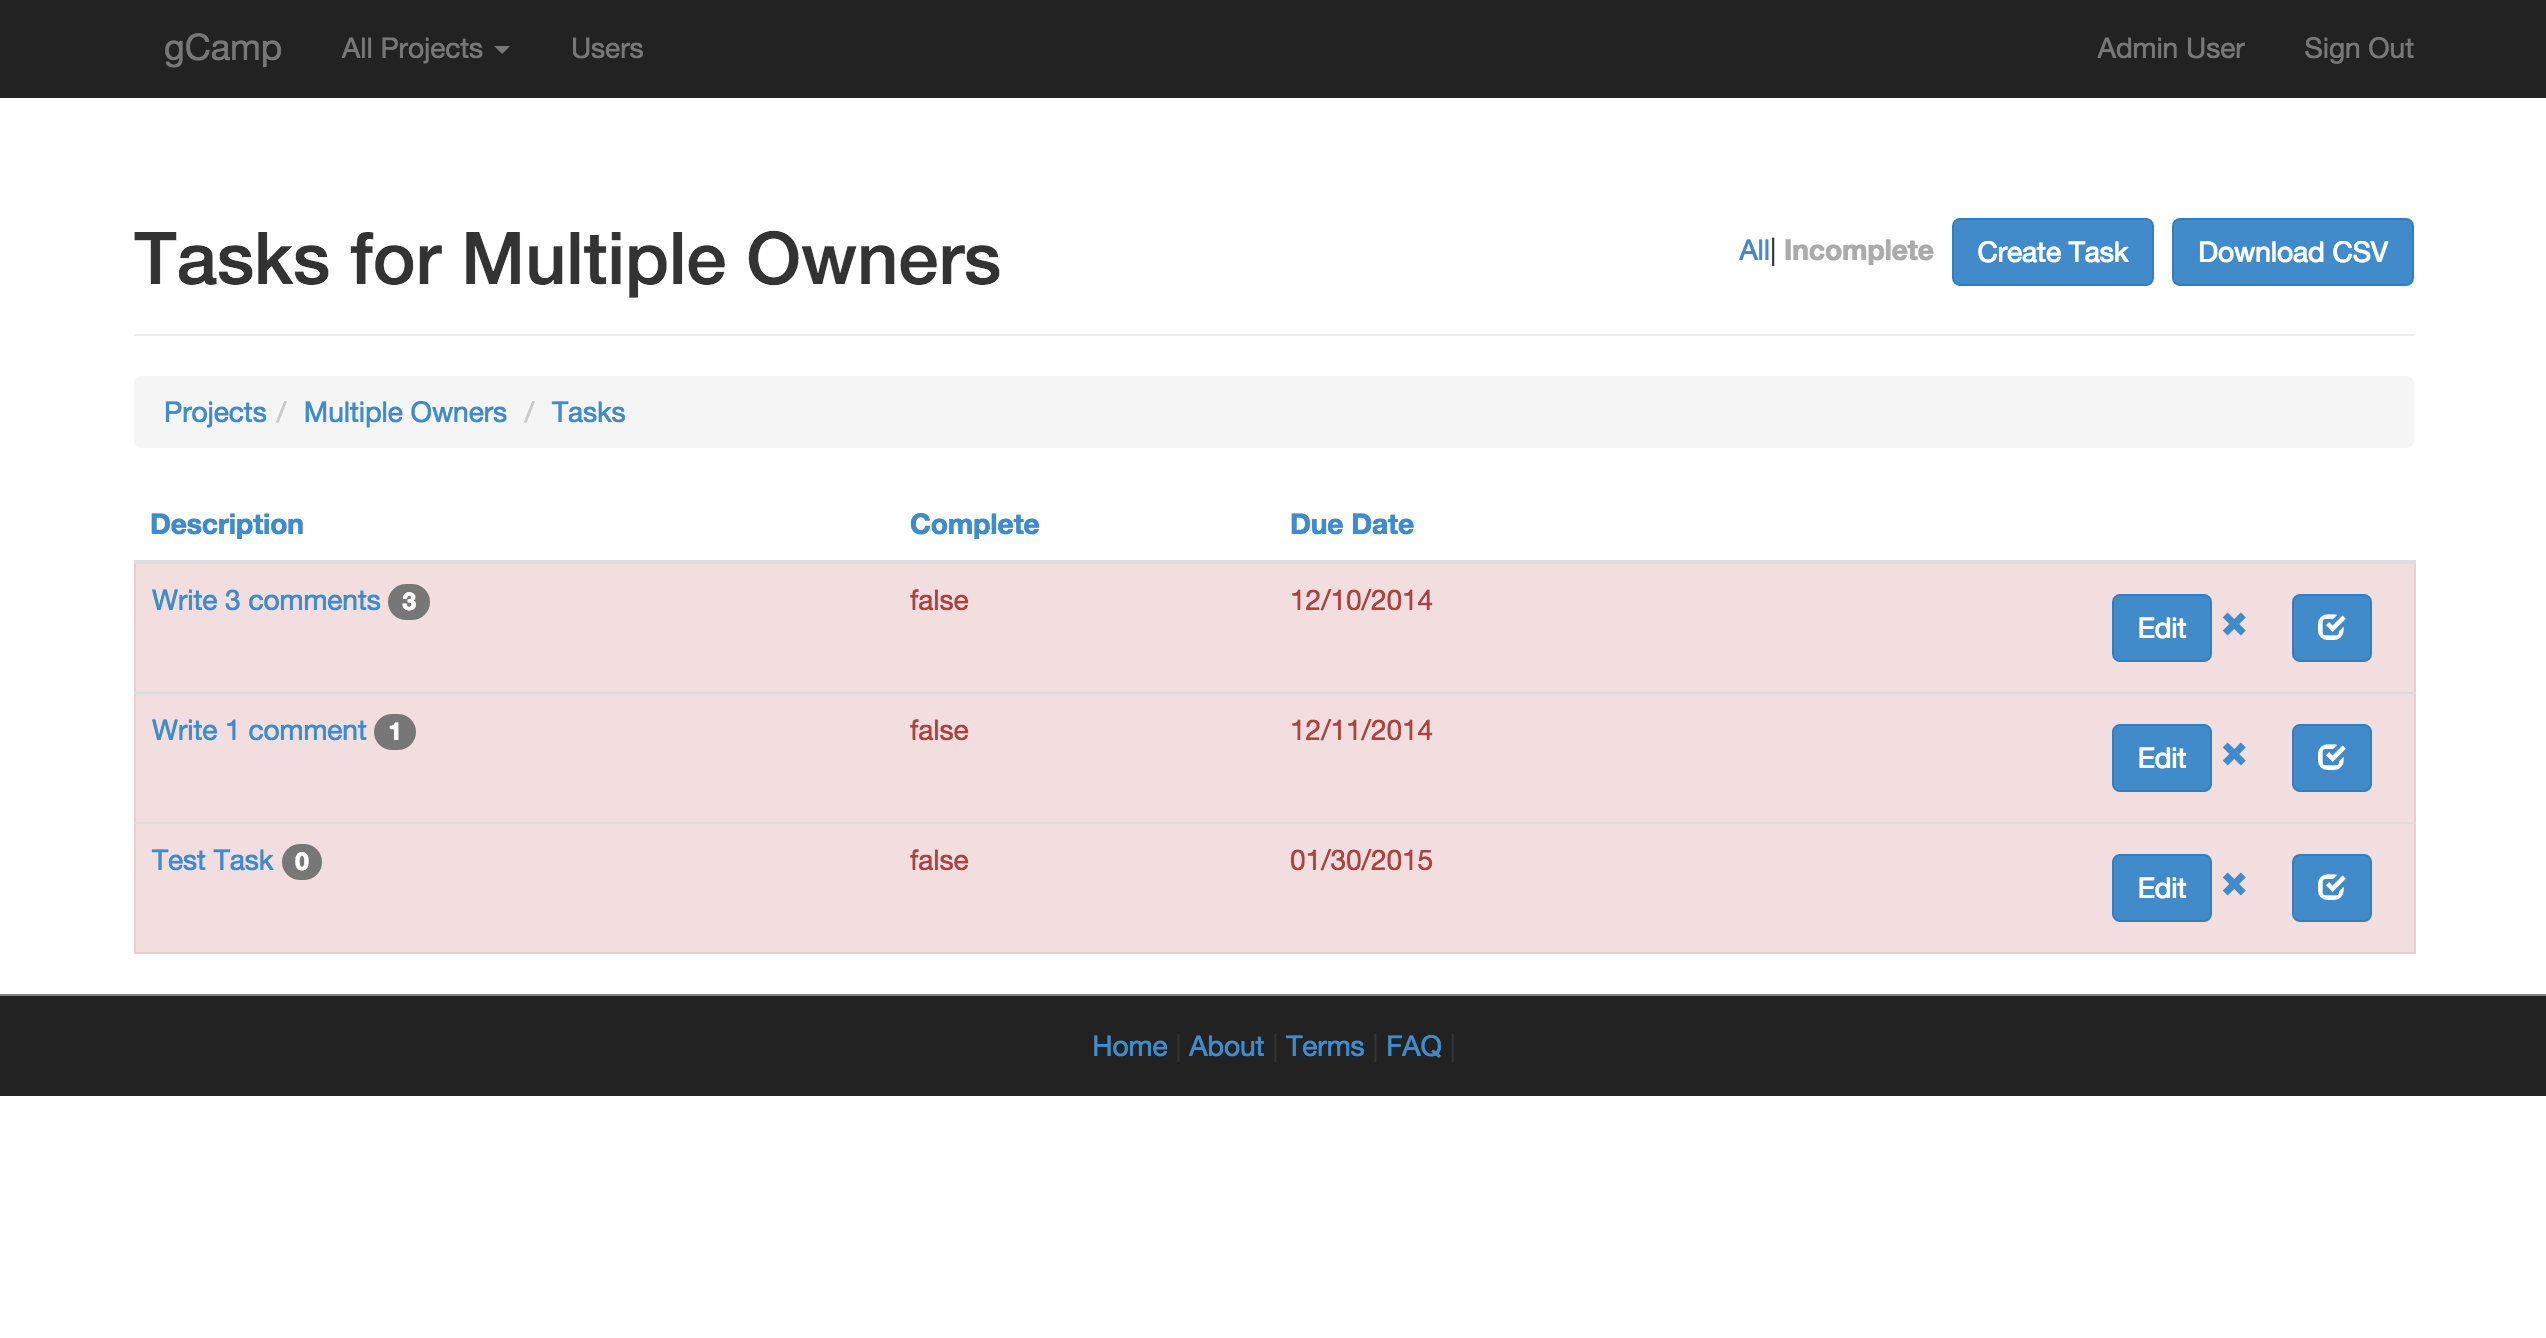 gCamp All Projects Users Admin User Sign Out
Tasks for Multiple Owners All| Incomplete Create Task Download CSV
Projects / Multiple Owners / Tasks
Description Complete Due Date
Write 3 comments 3 false 12/10/2014 Edit
Write 1 comment 1 false 12/11/2014 Edit
Test Task 0 false 01/30/2015 Edit
Home | About | Terms | FAQ |